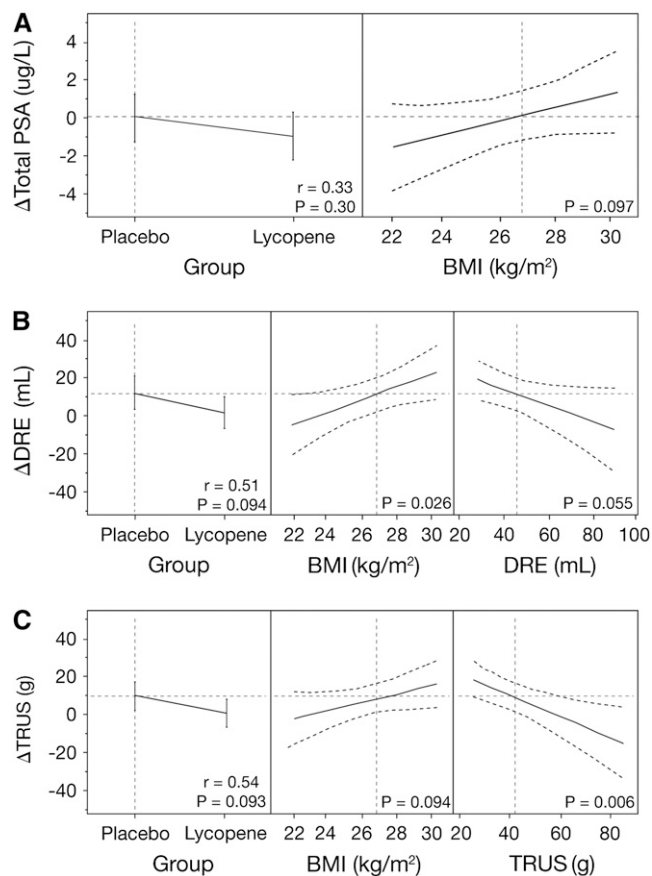 A
ΔTotal PSA (ug/L)
4
2
0
-2
-4
r = 0.33
P = 0.30
P = 0.097
Placebo
Lycopene
22 24 26 28 30
Group
BMI (kg/m²)
B
ΔDRE (mL)
40
20
0
-20
-40
r = 0.51
P = 0.094
P = 0.026
P = 0.055
Placebo
Lycopene
22 24 26 28 30
20 40 60 80 100
Group
BMI (kg/m²)
DRE (mL)
C
ΔTRUS (g)
40
20
0
-20
-40
r = 0.54
P = 0.093
P = 0.094
P = 0.006
Placebo
Lycopene
22 24 26 28 30
20 40 60 80
Group
BMI (kg/m²)
TRUS (g)